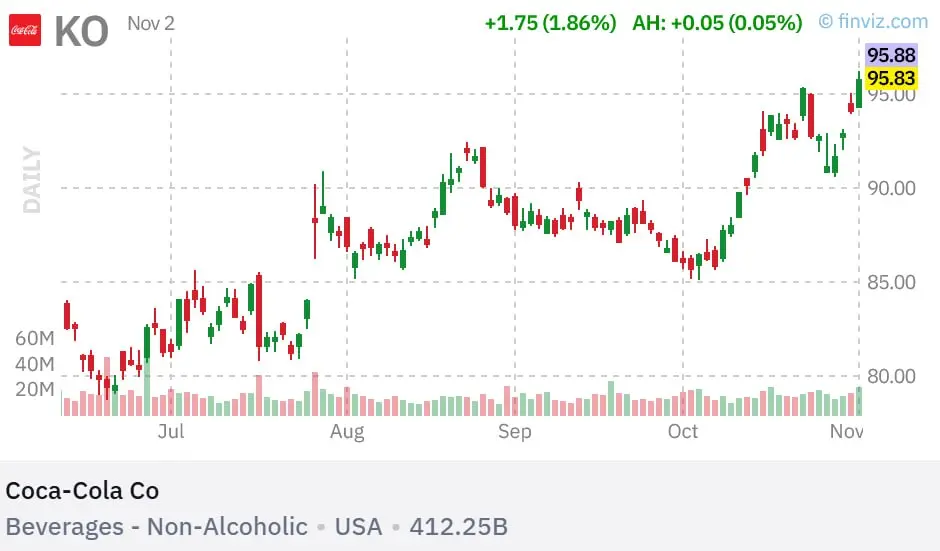 Coca-Cola KO Nov 2 +1.75 (1.86%) AH: +0.05 (0.05%) © finviz.com
95.88
95.83
95.00
DAILY
90.00
85.00
60M
40M
80.00
20M
Jul Aug Sep Oct Nov
Coca-Cola Co
Beverages - Non-Alcoholic • USA • 412.25B